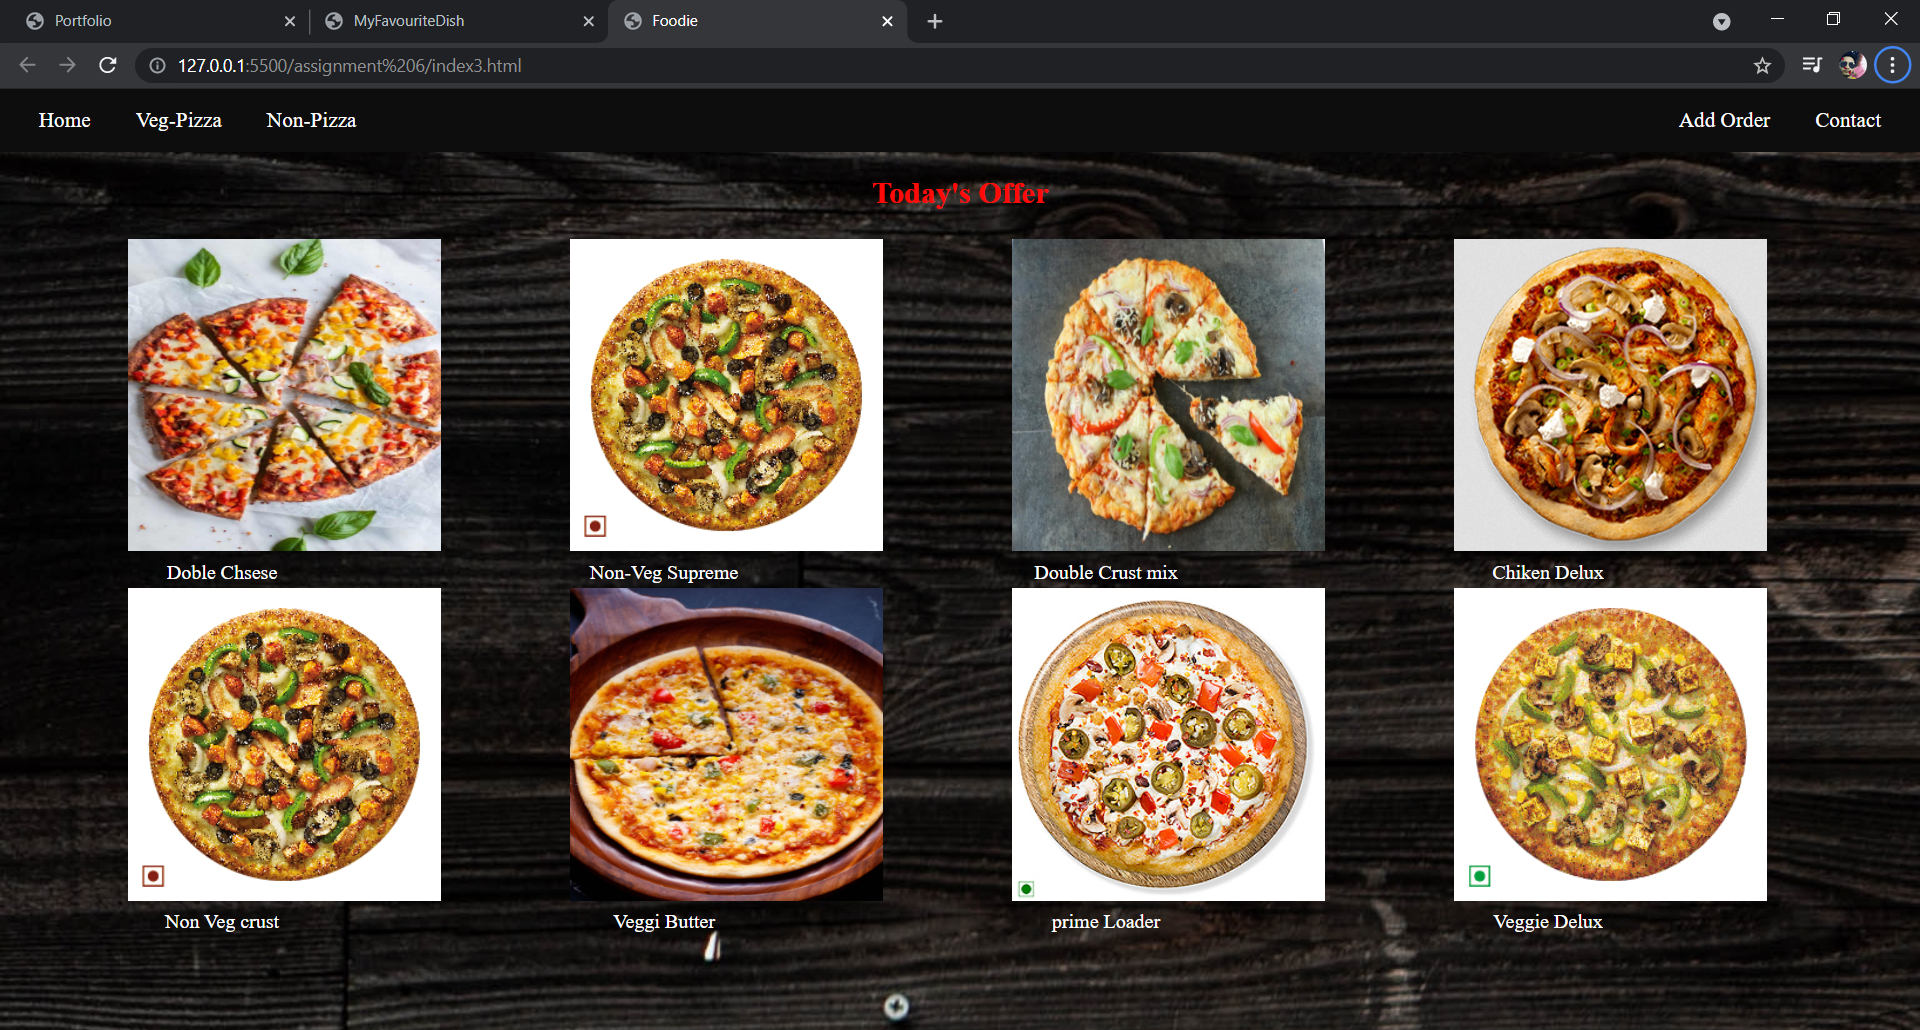 Portfolio
MyFavouriteDish
Foodie
127.0.0.1:5500/assignment%206/index3.html
Home
Veg-Pizza
Non-Pizza
Add Order
Contact
Today's Offer
Doble Chsese
Non-Veg Supreme
Double Crust mix
Chiken Delux
Non Veg crust
Veggi Butter
prime Loader
Veggie Delux